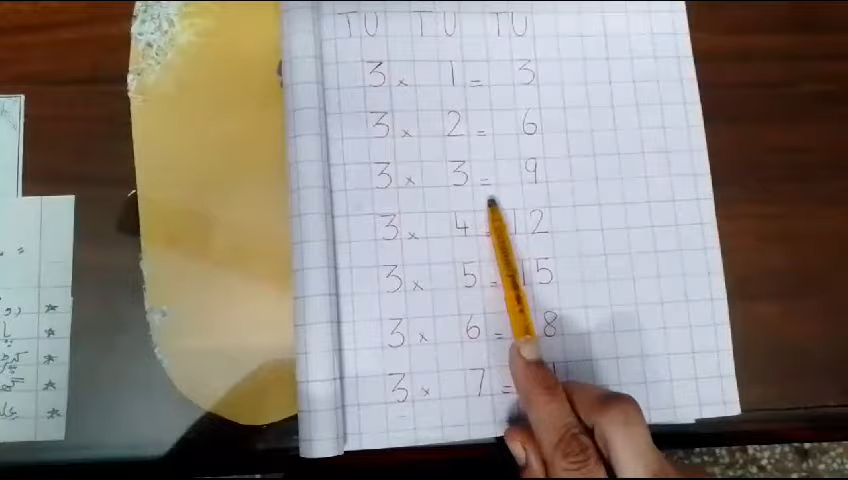 TU TU TU
3 × 1 = 3
3 × 2 = 6
3 × 3 = 9
3 × 4 = 12
3 × 5 = 15
3 × 6 = 8
3 × 7 =